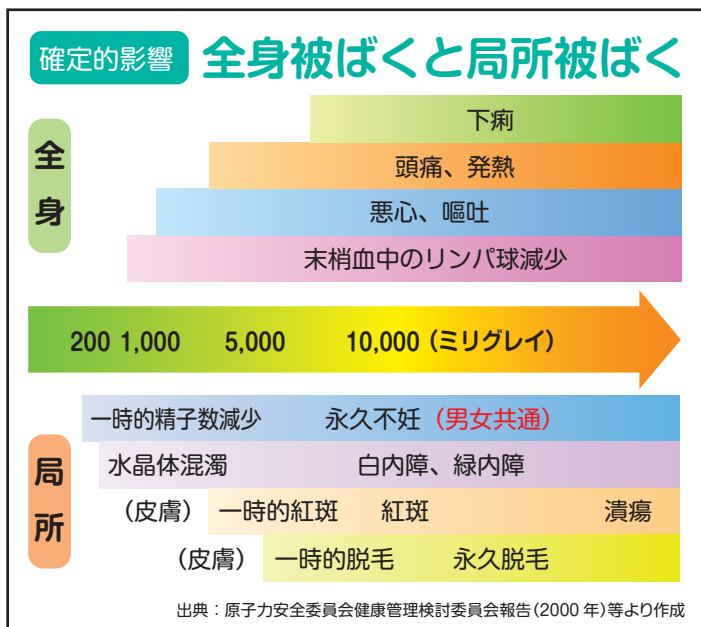 確定的影響 全身被ばくと局所被ばく
全身
下痢
頭痛、発熱
悪心、嘔吐
末梢血中のリンパ球減少
200 1,000 5,000 10,000 (ミリグレイ)
局所
一時的精子数減少 永久不妊 (男女共通)
水晶体混濁 白内障、緑内障
(皮膚) 一時的紅斑 紅斑 潰瘍
(皮膚) 一時的脱毛 永久脱毛
出典:原子力安全委員会健康管理検討委員会報告(2000年)等より作成